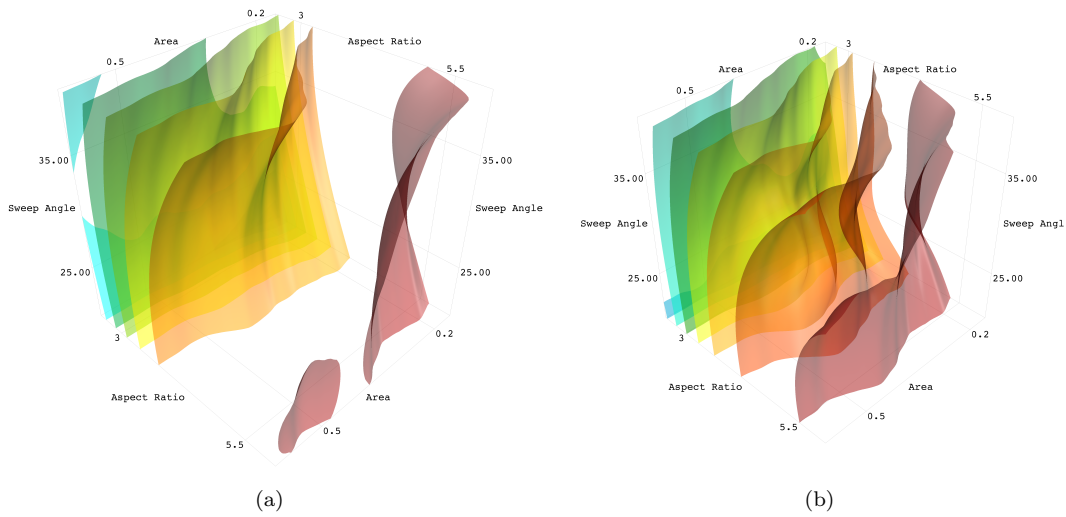 0.2
3
Area
Aspect Ratio
0.5
5.5
35.00
35.00
Sweep Angle
Sweep Angle
25.00
25.00
3
0.2
Aspect Ratio
Area
0.5
5.5
(a)
0.2
3
Area
Aspect Ratio
0.5
5.5
35.00
35.00
Sweep Angle
Sweep Angl
25.00
25.00
3
0.2
Aspect Ratio
Area
0.5
5.5
(b)